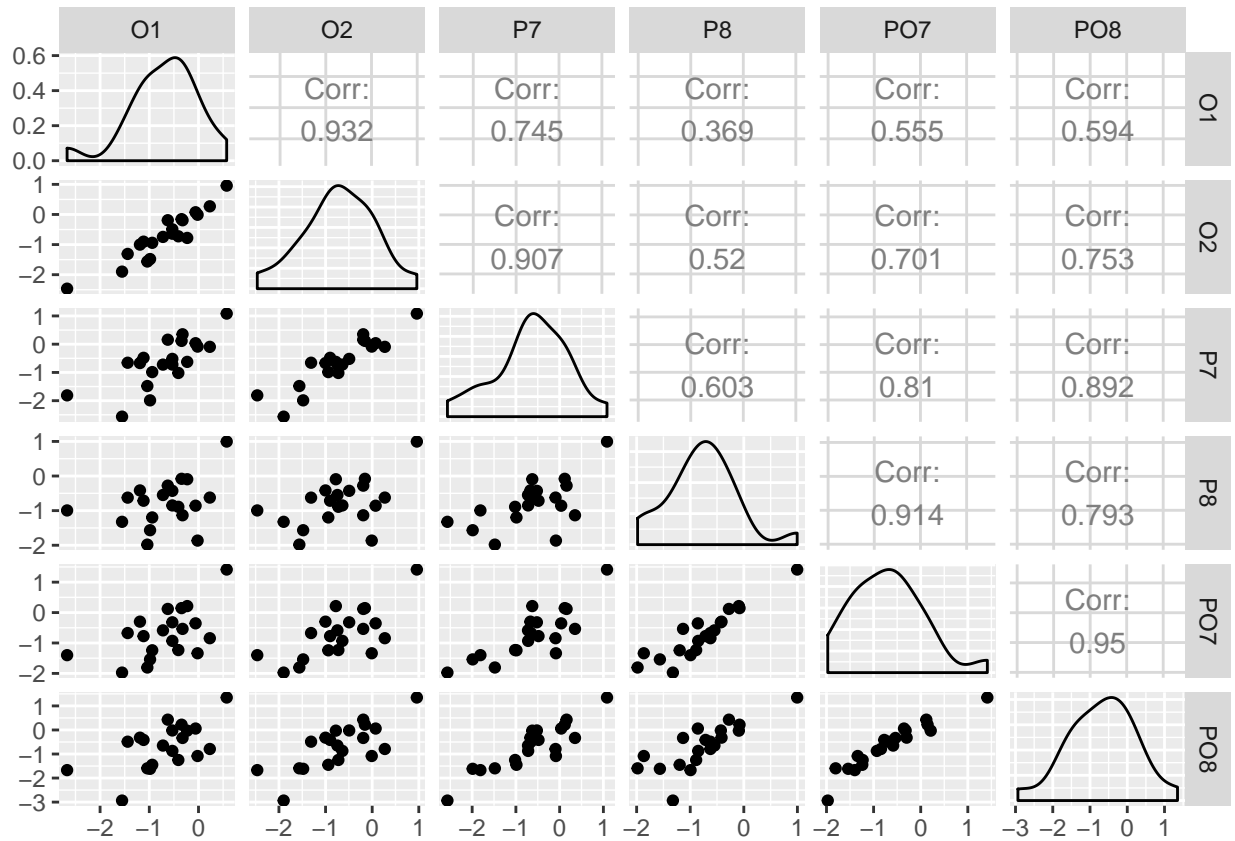 O1 O2 P7 P8 PO7 PO8
0.6
0.4
0.2
0.0
Corr:
0.932
Corr:
0.745
Corr:
0.369
Corr:
0.555
Corr:
0.594
O1
1
0
−1
−2
Corr:
0.907
Corr:
0.52
Corr:
0.701
Corr:
0.753
O2
1
0
−1
−2
Corr:
0.603
Corr:
0.81
Corr:
0.892
P7
1
0
−1
−2
Corr:
0.914
Corr:
0.793
P8
1
0
−1
−2
Corr:
0.95
PO7
1
0
−1
−2
−3
PO8
−2 −1 0 −2 −1 0 1 −2 −1 0 1 −2 −1 0 1 −2 −1 0 1 −3 −2 −1 0 1